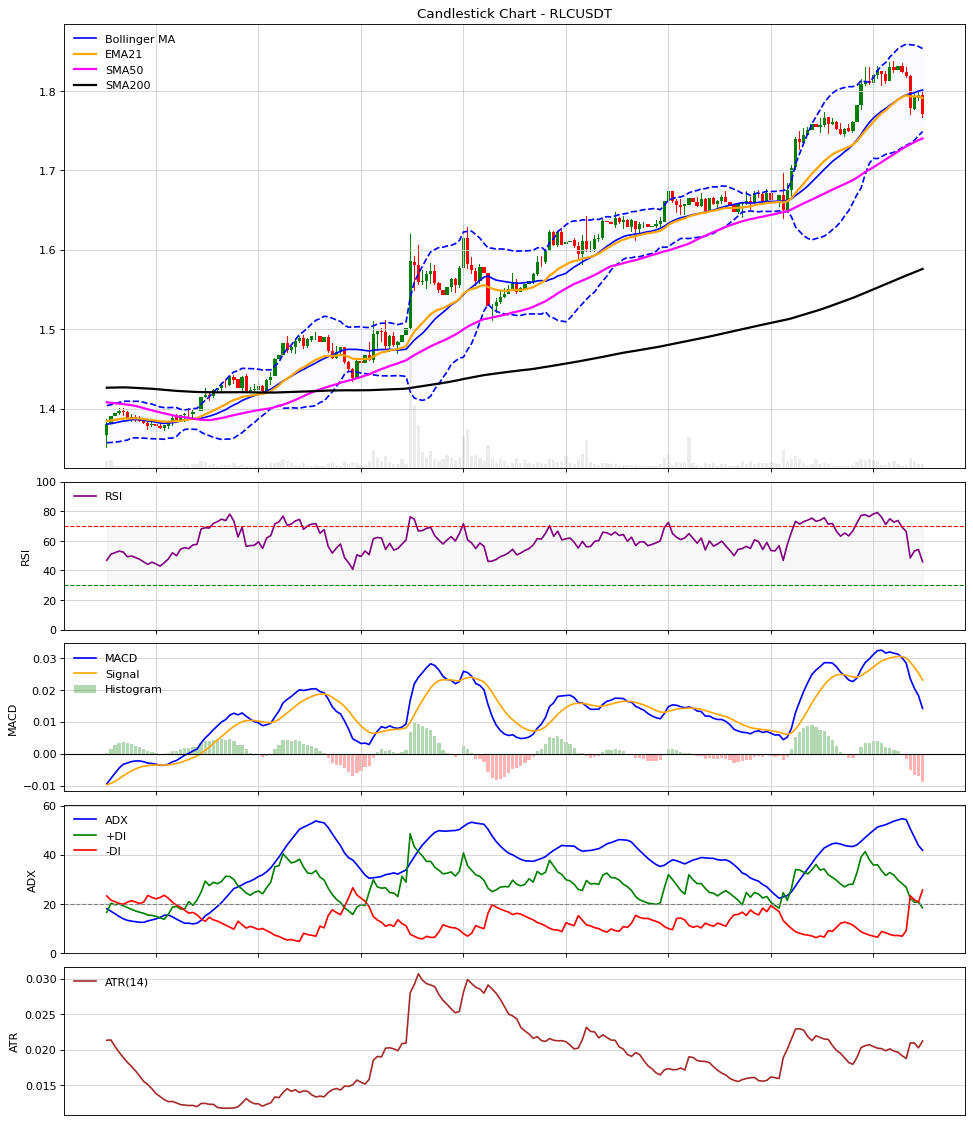 Candlestick Chart - RLCUSDT
Bollinger MA
EMA21
SMA50
SMA200
1.8
1.7
1.6
1.5
1.4
RSI
100
80
60
40
20
0
RSI
MACD
Signal
Histogram
0.03
0.02
0.01
0.00
−0.01
MACD
ADX
+DI
-DI
60
40
20
0
ADX
ATR(14)
0.030
0.025
0.020
0.015
ATR